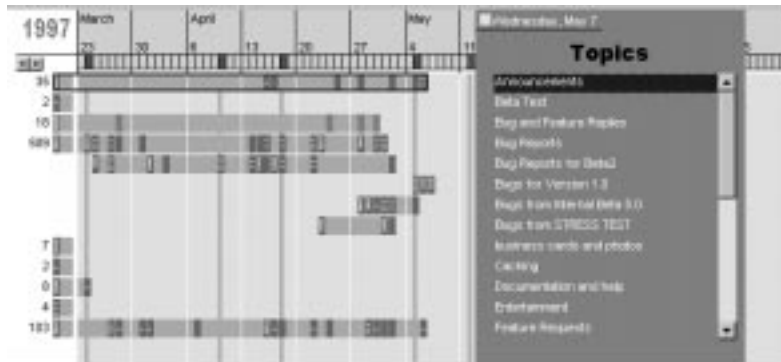 1997
March April May
23 30 6 13 20 27 4 11
35
2
18
509
7
2
0
4
103
Wednesday, May 7
Topics
Announcements
Beta Test
Bug and Feature Replies
Bug Reports
Bug Reports for Beta2
Bugs for Version 1.0
Bugs from Internal Beta 3.0
Bugs from STRESS TEST
business cards and photos
Caching
Documentation and help
Entertainment
Feature Requests